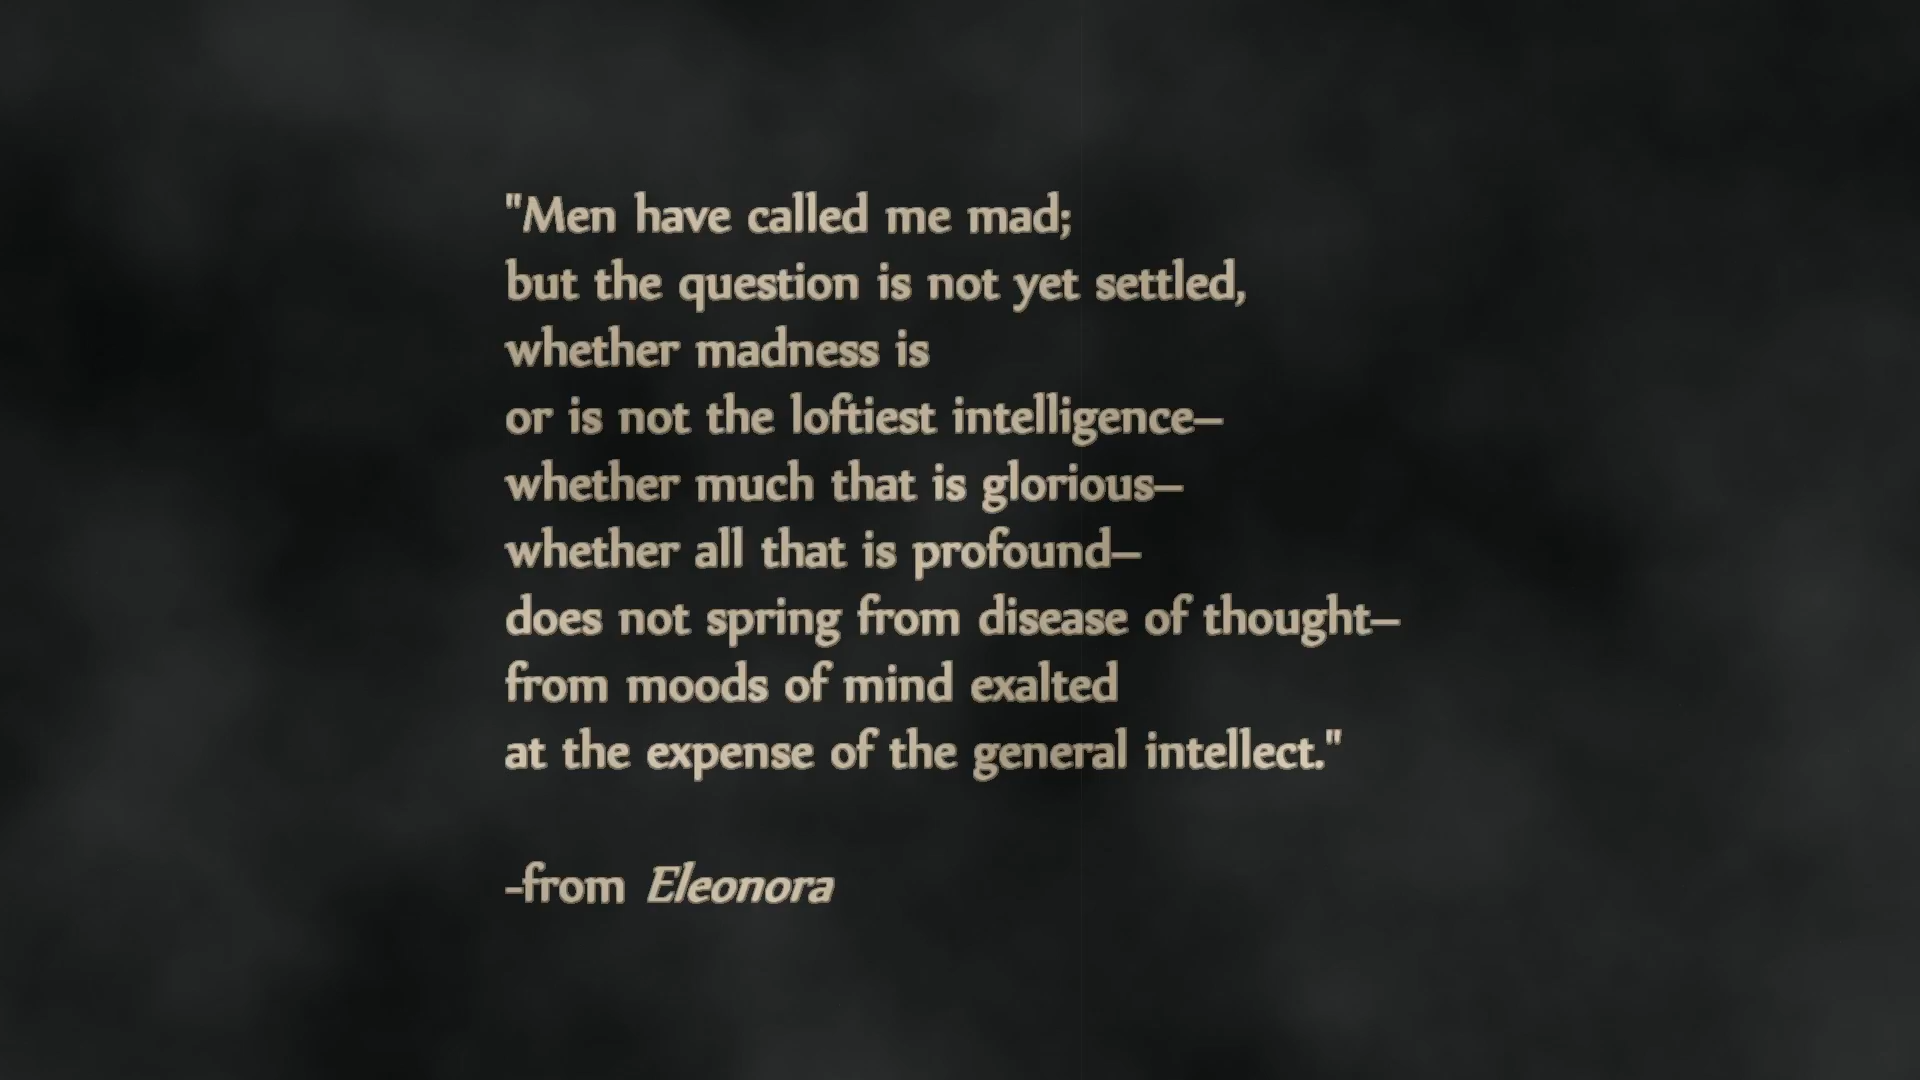 "Men have called me mad;
but the question is not yet settled,
whether madness is
or is not the loftiest intelligence—
whether much that is glorious—
whether all that is profound—
does not spring from disease of thought—
from moods of mind exalted
at the expense of the general intellect."
-from Eleonora